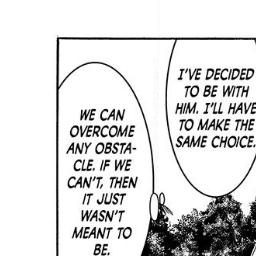 I'VE DECIDED
TO BE WITH
HIM. I'LL HAVE
TO MAKE THE
SAME CHOICE.
WE CAN
OVERCOME
ANY OBSTA-
CLE. IF WE
CAN'T, THEN
IT JUST
WASN'T
MEANT TO
BE.